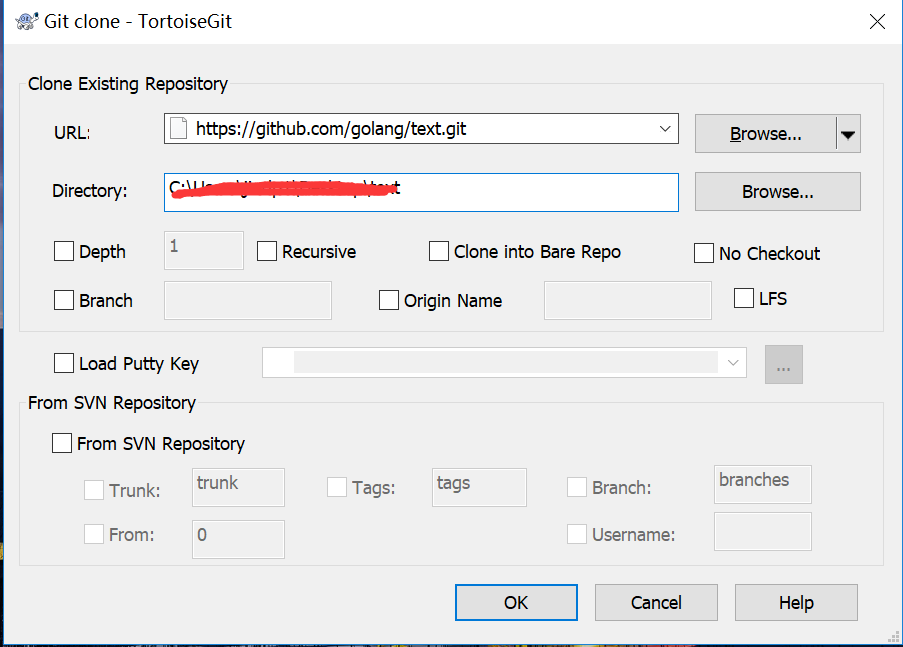 Git clone - TortoiseGit
Clone Existing Repository
URL: https://github.com/golang/text.git Browse...
Directory: Browse...
Depth 1 Recursive Clone into Bare Repo No Checkout
Branch Origin Name LFS
Load Putty Key ...
From SVN Repository
From SVN Repository
Trunk: trunk Tags: tags Branch: branches
From: 0 Username:
OK Cancel Help